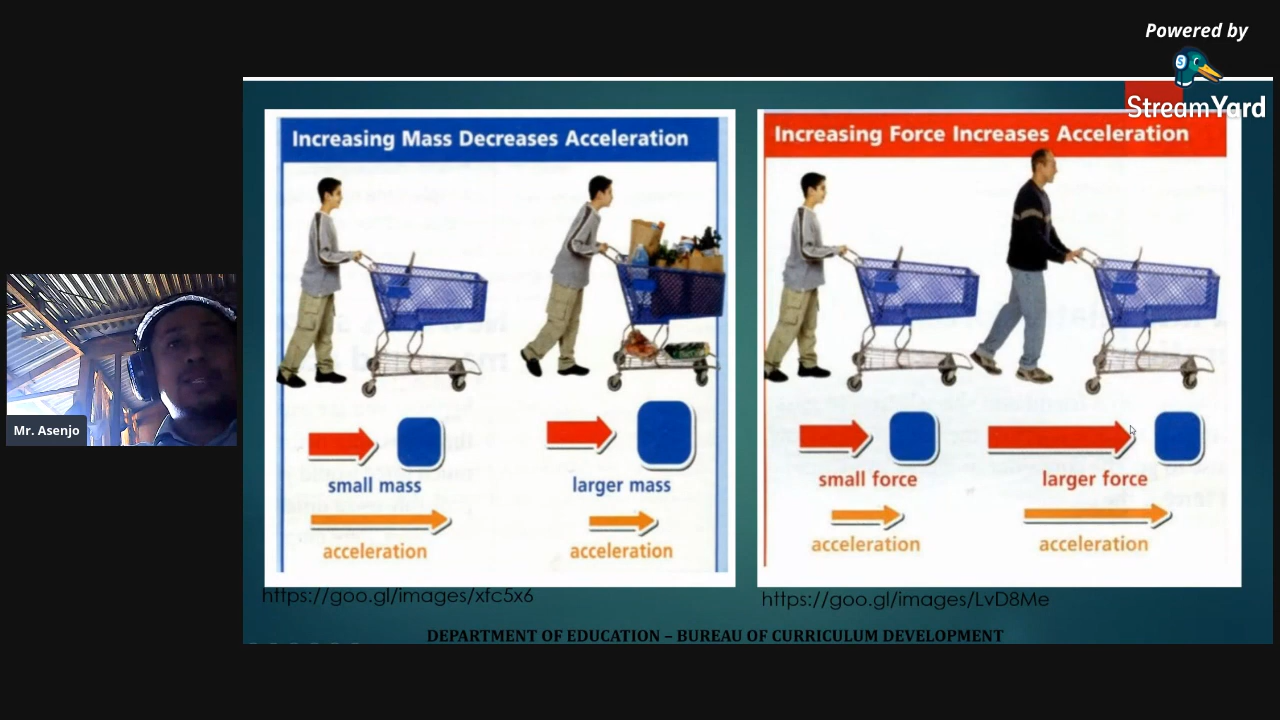 Powered by
StreamYard
Increasing Mass Decreases Acceleration
small mass
larger mass
acceleration
acceleration
https://goo.gl/images/xfc5x6
Increasing Force Increases Acceleration
small force
larger force
acceleration
acceleration
https://goo.gl/images/LvD8Me
DEPARTMENT OF EDUCATION – BUREAU OF CURRICULUM DEVELOPMENT
Mr. Asenjo